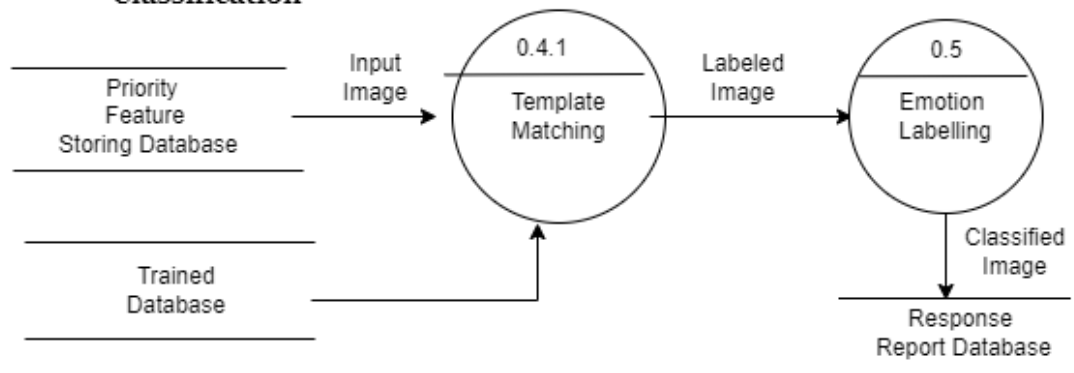 Classification
Priority
Feature
Storing Database
Input
Image
0.4.1
Template
Matching
Labeled
Image
0.5
Emotion
Labelling
Trained
Database
Classified
Image
Response
Report Database